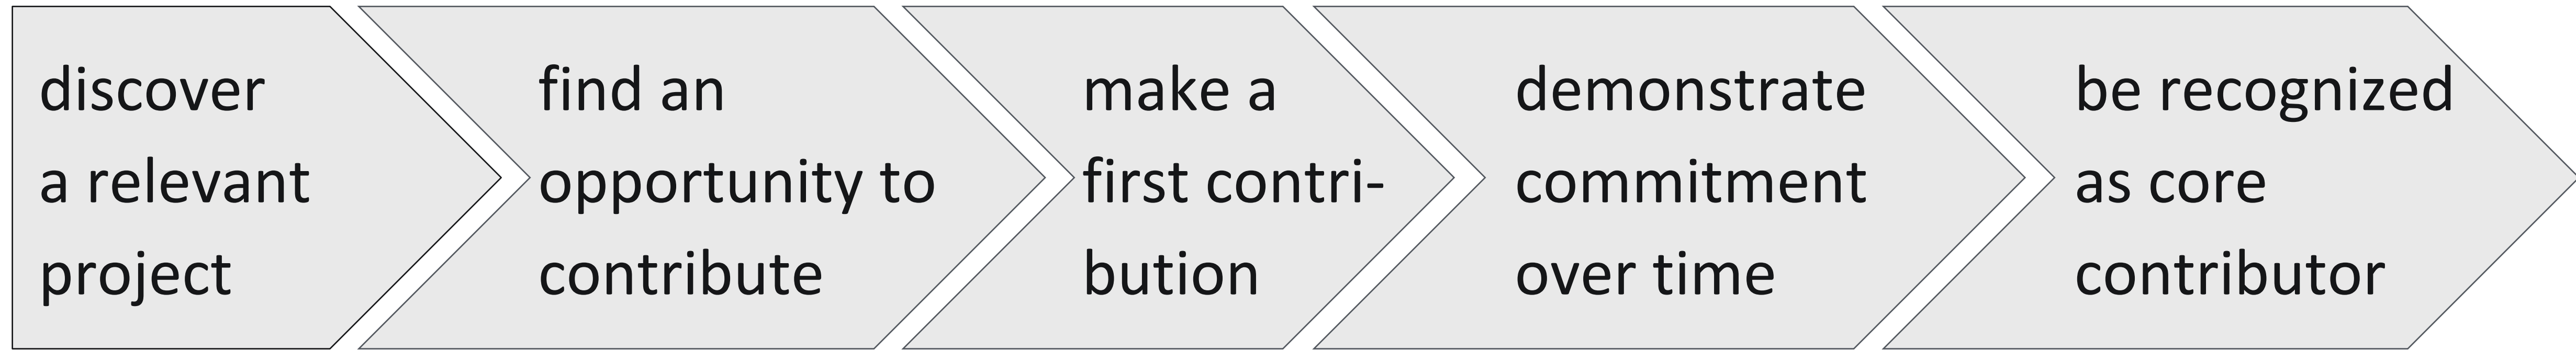 discover
a relevant
project
find an
opportunity to
contribute
make a
first contri-
bution
demonstrate
commitment
over time
be recognized
as core
contributor